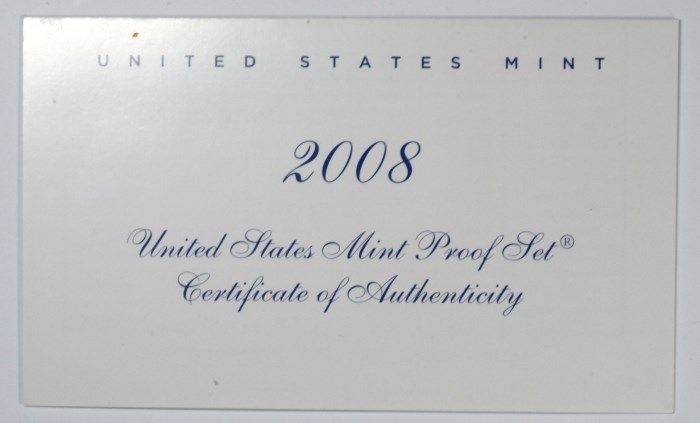 UNITED STATES MINT
2008
United States Mint Proof Set®
Certificate of Authenticity